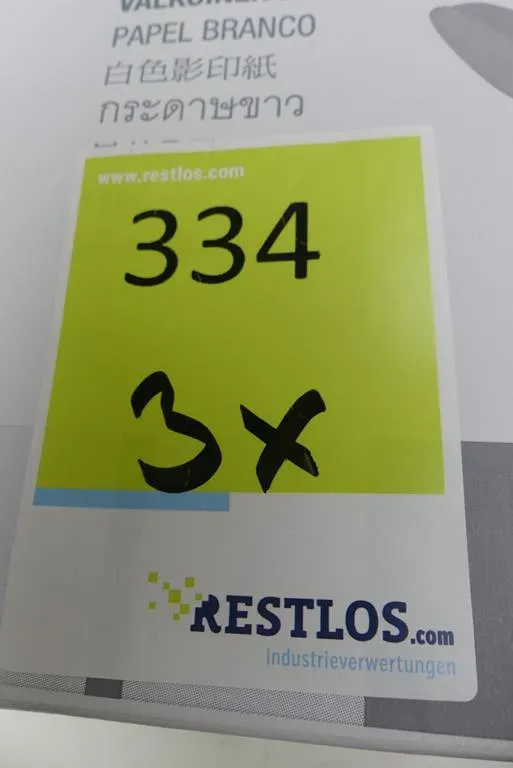 PAPEL BRANCO
白色影印紙
กระดาษขาว
www.restlos.com
334
3x
RESTLOS.com
Industrieverwertungen